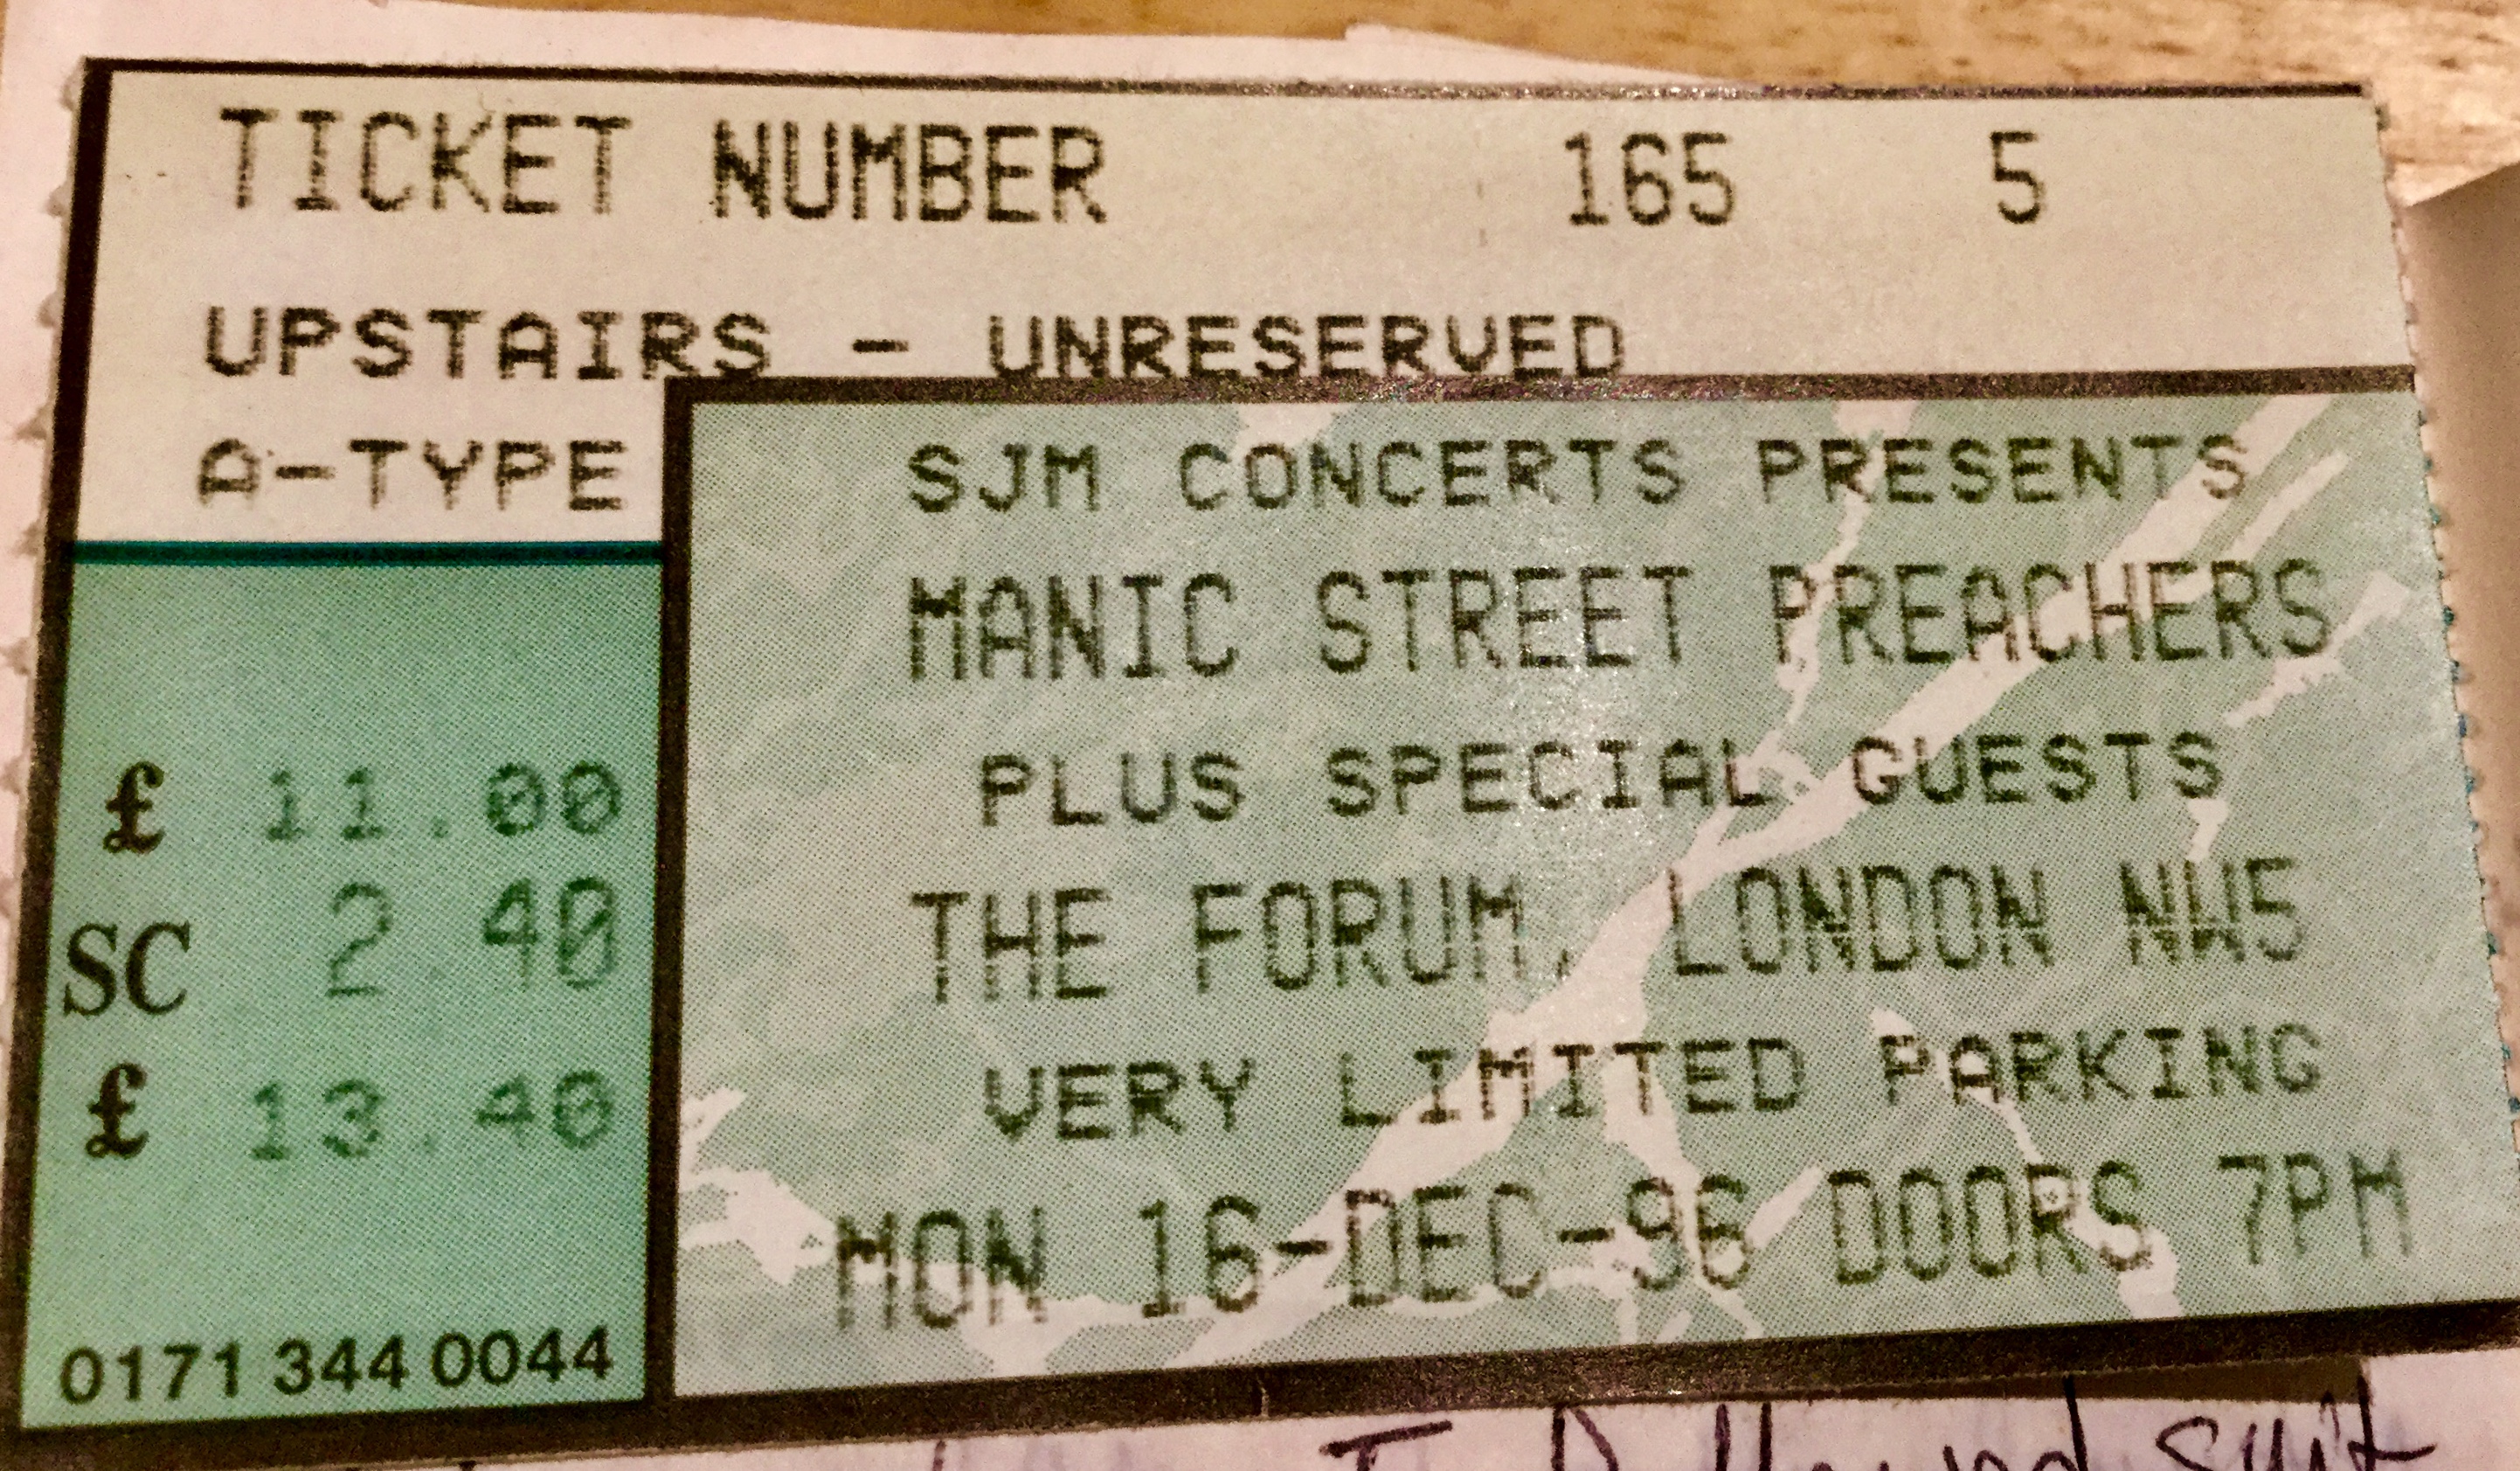 TICKET NUMBER 165 5
UPSTAIRS - UNRESERVED
A-TYPE
SJM CONCERTS PRESENTS
MANIC STREET PREACHERS
PLUS SPECIAL GUESTS
THE FORUM, LONDON NW5
VERY LIMITED PARKING
MON 16-DEC-96 DOORS 7PM
£ 11.00
SC 2.40
£ 13.40
0171 344 0044
suit